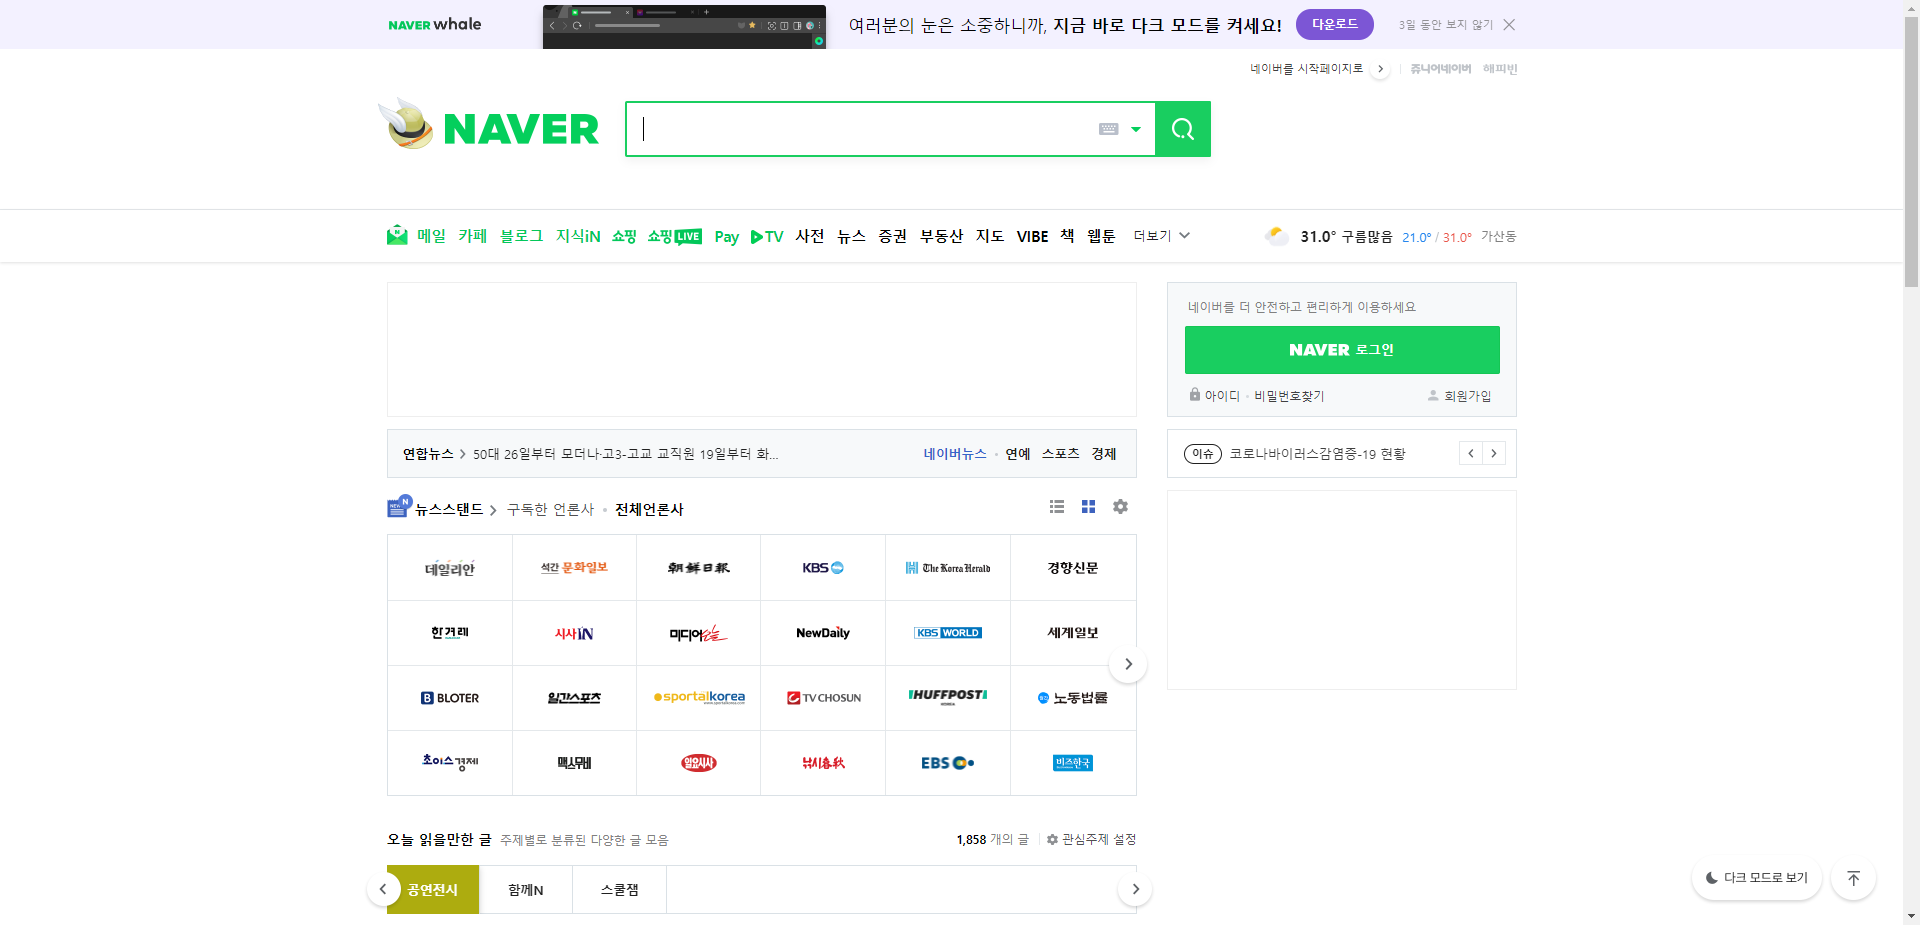 NAVER whale 여러분의 눈은 소중하니까, 지금 바로 다크 모드를 켜세요! 다운로드 3일 동안 보지 않기
네이버를 시작페이지로 쥬니어네이버 해피빈
NAVER
메일 카페 블로그 지식iN 쇼핑 쇼핑LIVE Pay TV 사전 뉴스 증권 부동산 지도 VIBE 책 웹툰 더보기 31.0° 구름많음 21.0° / 31.0° 가산동
네이버를 더 안전하고 편리하게 이용하세요
NAVER 로그인
아이디 · 비밀번호찾기 회원가입
연합뉴스 > 50대 26일부터 모더나·고3-고교 교직원 19일부터 화... 네이버뉴스 · 연예 스포츠 경제
이슈 코로나바이러스감염증-19 현황
뉴스스탠드 > 구독한 언론사 · 전체언론사
데일리안 석간 문화일보 朝鮮日報 KBS The Korea Herald 경향신문
한겨레 시사IN 미디어오늘 NewDaily KBS WORLD 세계일보
BLOTER 일간스포츠 sportalkorea TV CHOSUN HUFFPOST KOREA 노동법률
초이스경제 맥스무비 일요시사 낚시春秋 EBS 비즈한국
오늘 읽을만한 글 주제별로 분류된 다양한 글 모음 1,858 개의 글 관심주제 설정
공연전시 함께N 스쿨잼
다크 모드로 보기